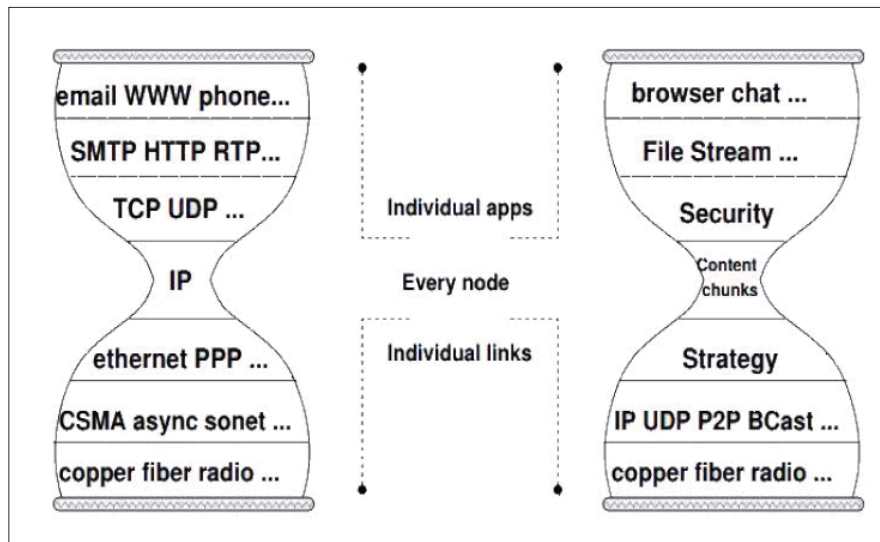 email WWW phone...
SMTP HTTP RTP...
TCP UDP ...
IP
ethernet PPP ...
CSMA async sonet ...
copper fiber radio ...
Individual apps
Every node
Individual links
browser chat ...
File Stream ...
Security
Content
chunks
Strategy
IP UDP P2P BCast ...
copper fiber radio ...